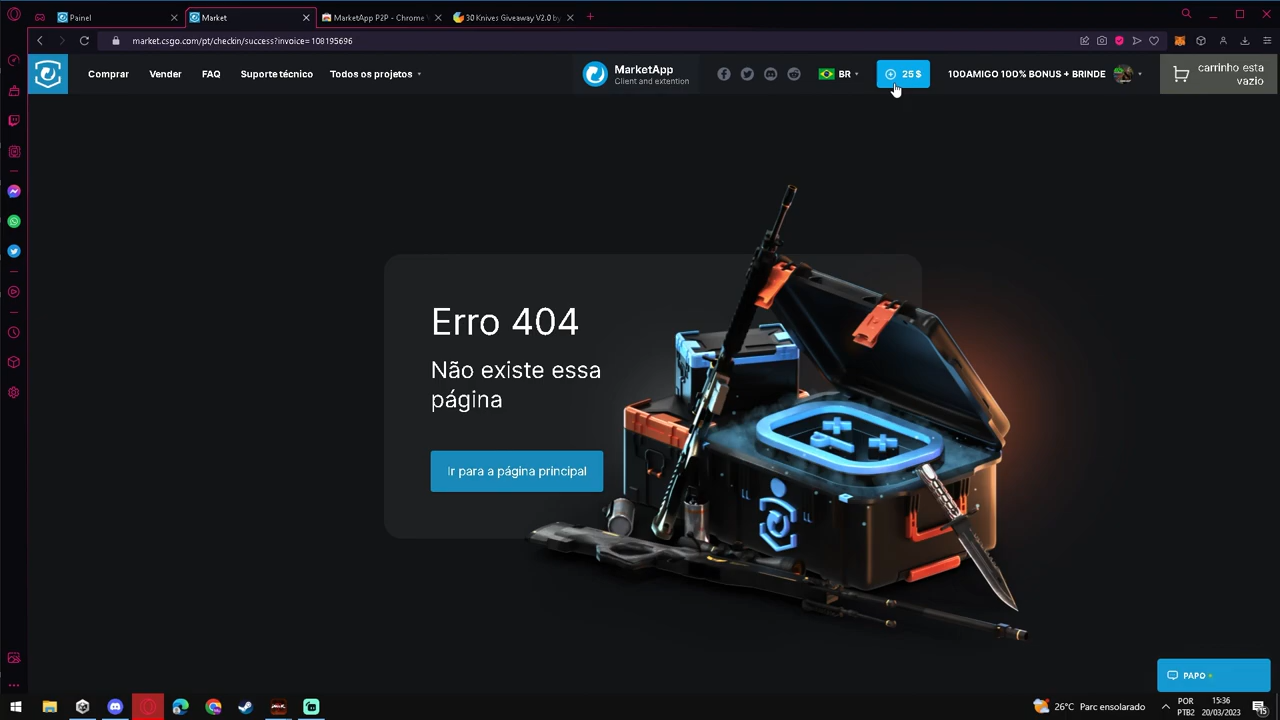 Painel
Market
MarketApp P2P - Chrome
30 Knives Giveaway V2.0 by
market.csgo.com/pt/checkin/success?invoice=108195696
Comprar
Vender
FAQ
Suporte técnico
Todos os projetos
MarketApp
Client and extention
BR
25 $
100AMIGO 100% BONUS + BRINDE
carrinho esta
vazio
Erro 404
Não existe essa
página
Ir para a página principal
PAPO
26°C Parc ensolarado
POR
PTB2
15:36
20/03/2023
15